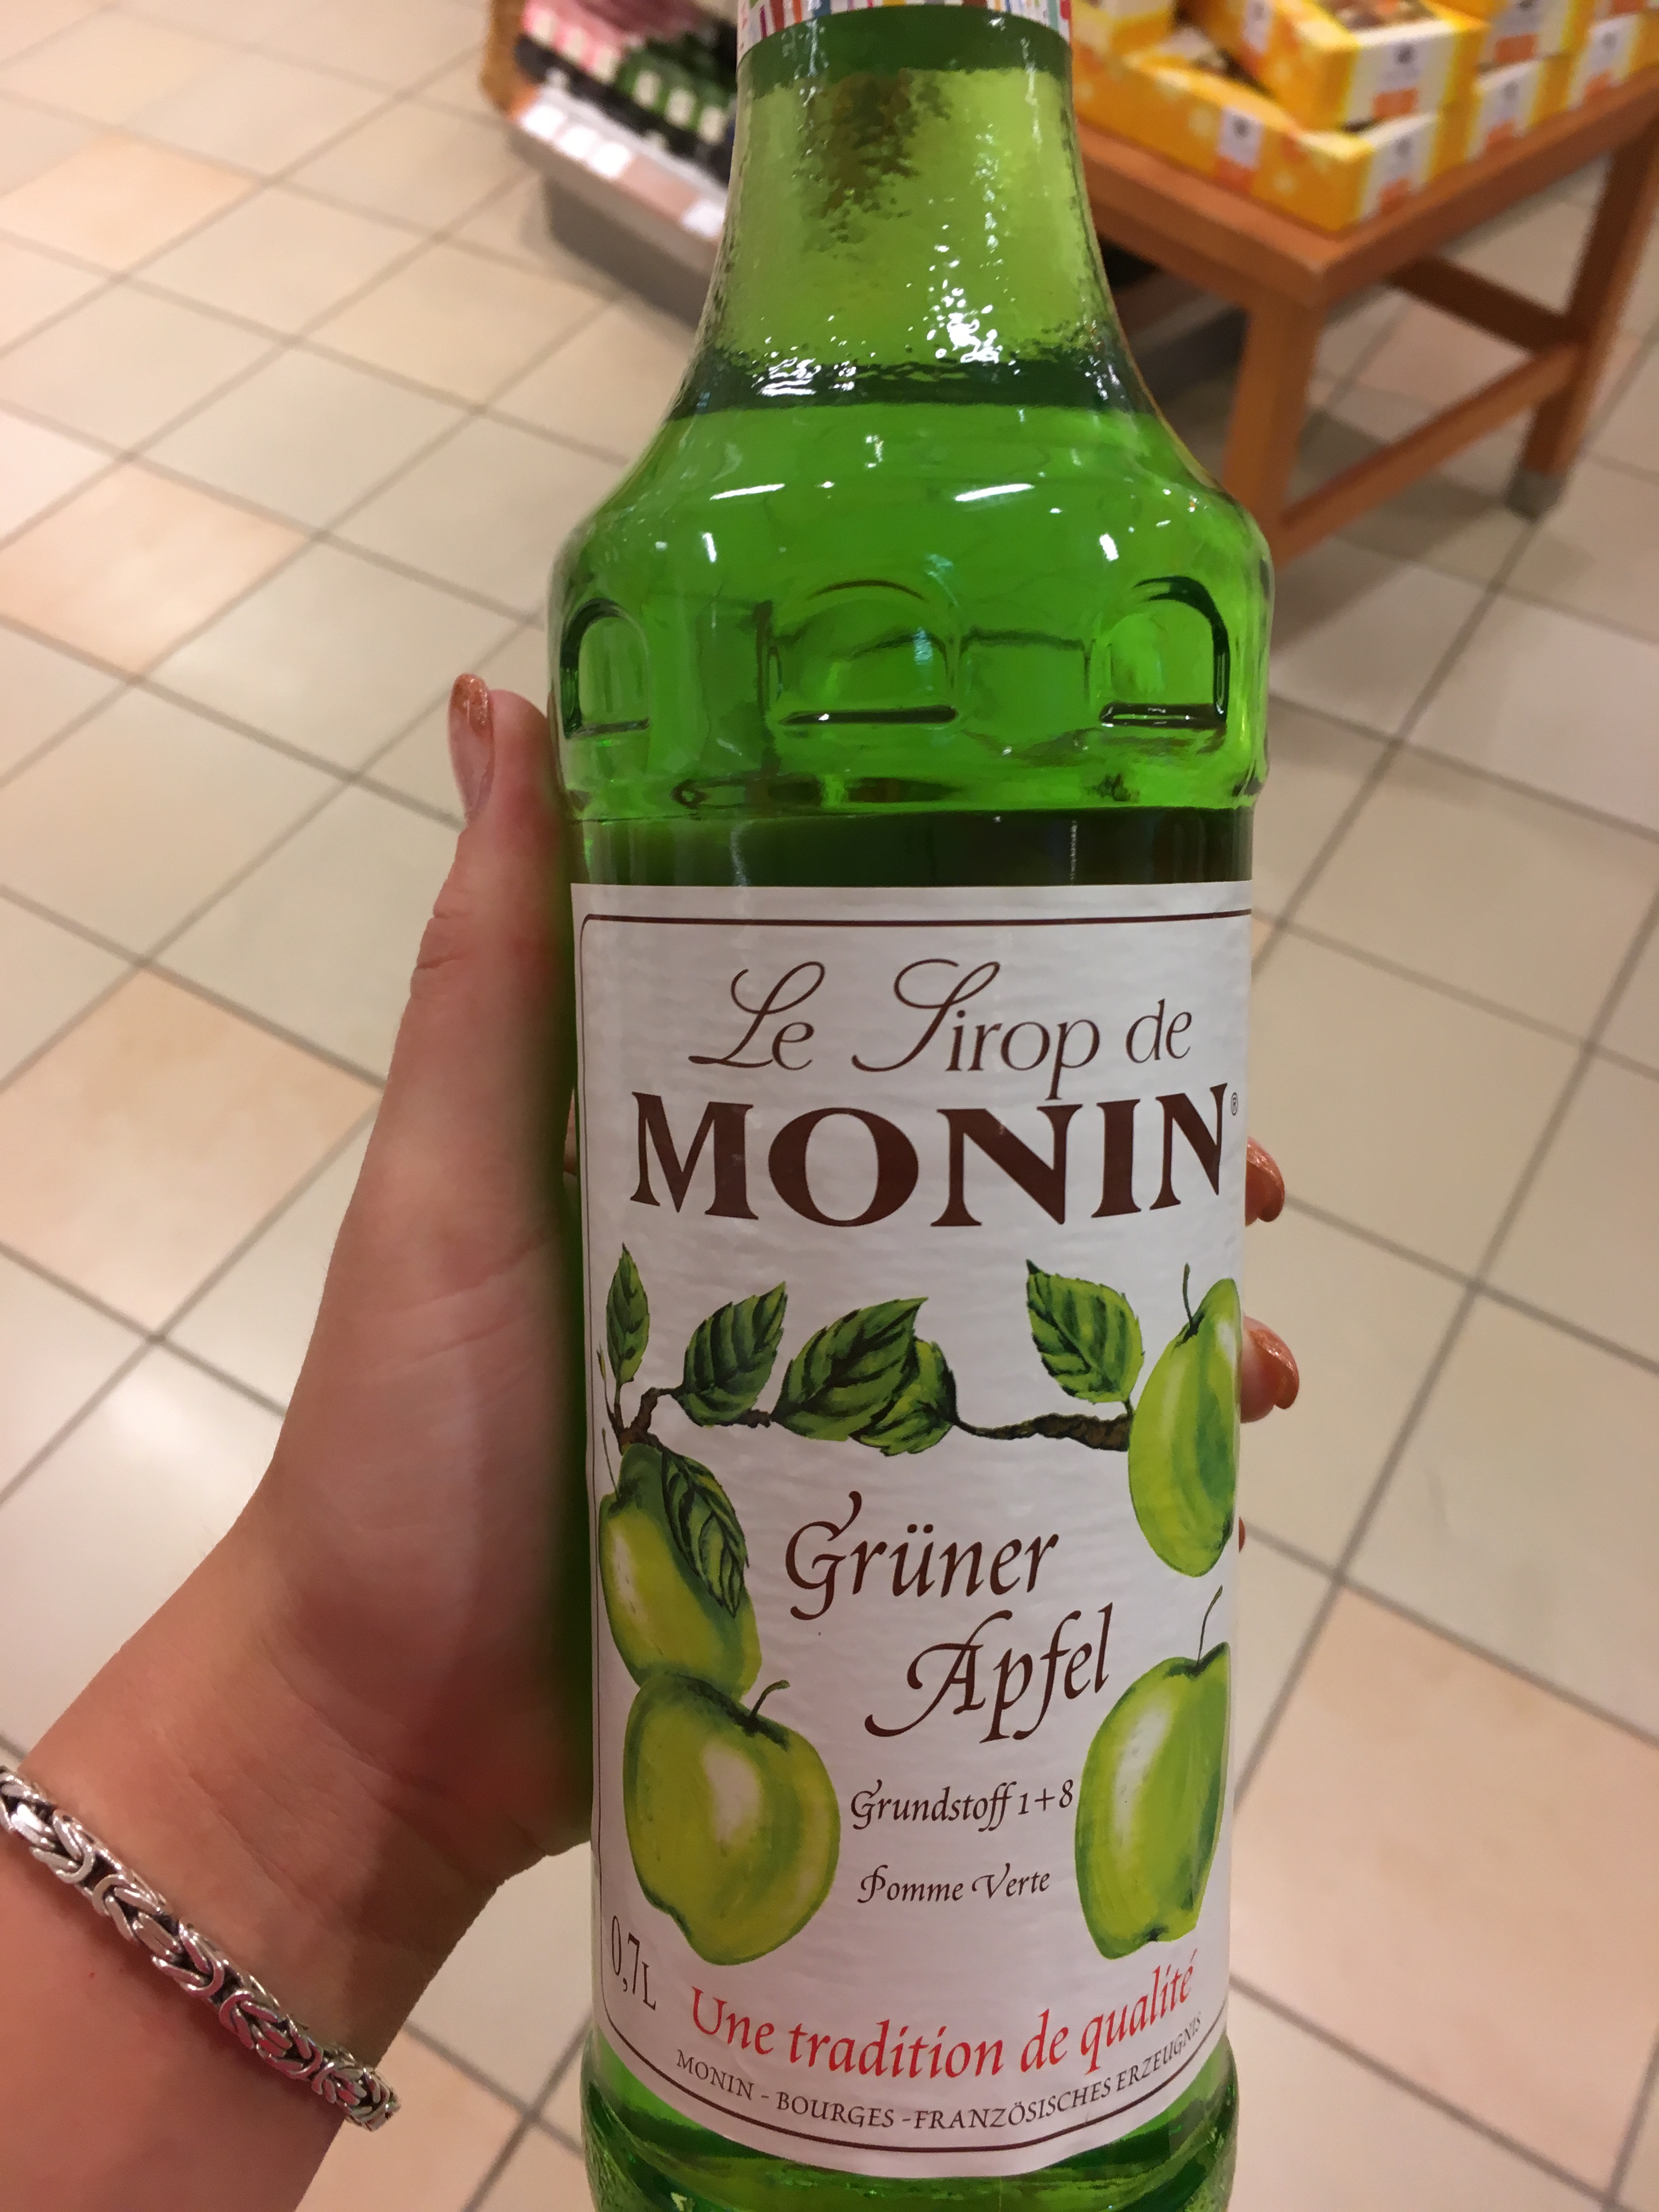 Le Sirop de
MONIN®
Grüner
Apfel
Grundstoff 1+8
Pomme Verte
0,7L
Une tradition de qualité
MONIN - BOURGES - FRANZÖSISCHES ERZEUGNIS